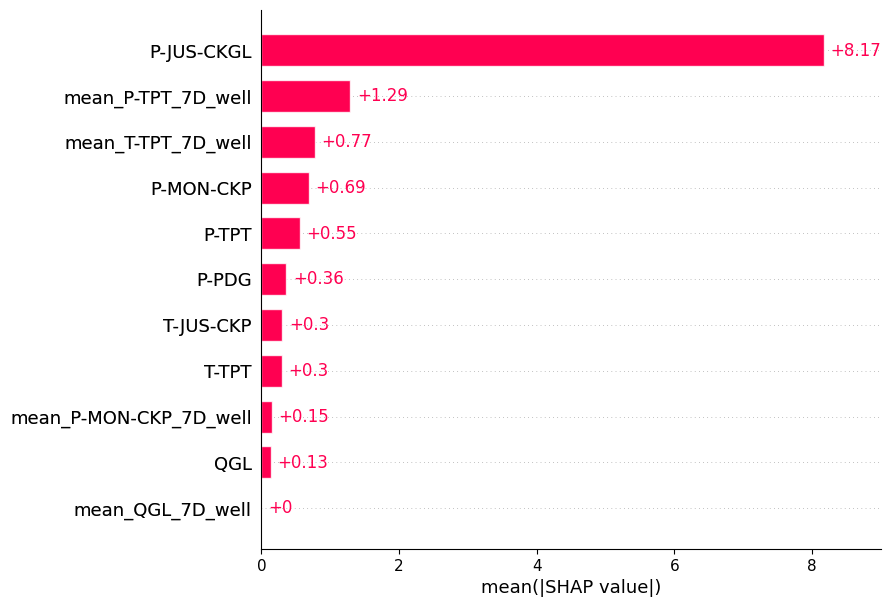 P-JUS-CKGL +8.17
mean_P-TPT_7D_well +1.29
mean_T-TPT_7D_well +0.77
P-MON-CKP +0.69
P-TPT +0.55
P-PDG +0.36
T-JUS-CKP +0.3
T-TPT +0.3
mean_P-MON-CKP_7D_well +0.15
QGL +0.13
mean_QGL_7D_well +0
0 2 4 6 8
mean(|SHAP value|)